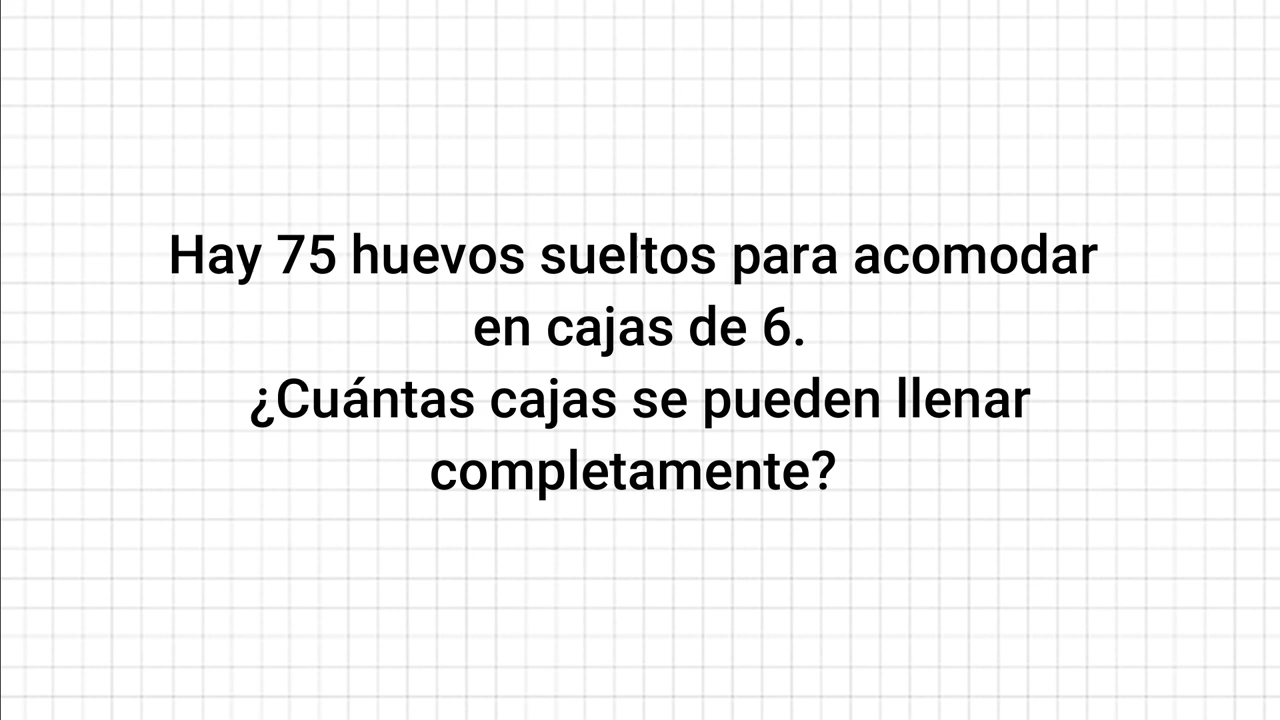 Hay 75 huevos sueltos para acomodar
en cajas de 6.
¿Cuántas cajas se pueden llenar
completamente?